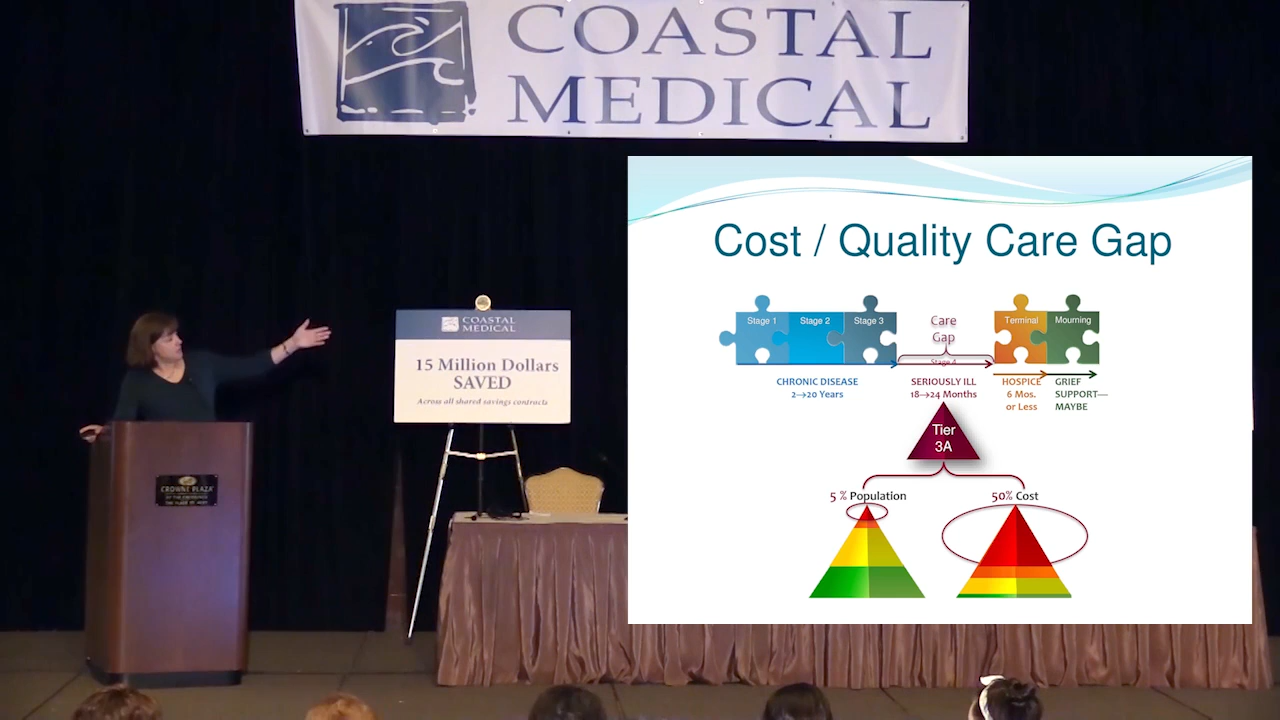 COASTAL
MEDICAL
COASTAL
MEDICAL
15 Million Dollars
SAVED
Across all shared savings contracts
CROWNE PLAZA
Cost / Quality Care Gap
Stage 1
Stage 2
Stage 3
Care
Gap
Stage 4
Terminal
Mourning
CHRONIC DISEASE
2→20 Years
SERIOUSLY ILL
18→24 Months
HOSPICE
6 Mos.
or Less
GRIEF
SUPPORT—
MAYBE
Tier
3A
5 % Population
50% Cost